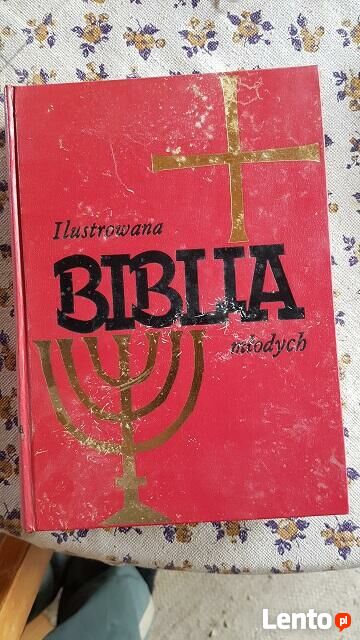 Ilustrowana
BIBLIA
młodych
Lento pl